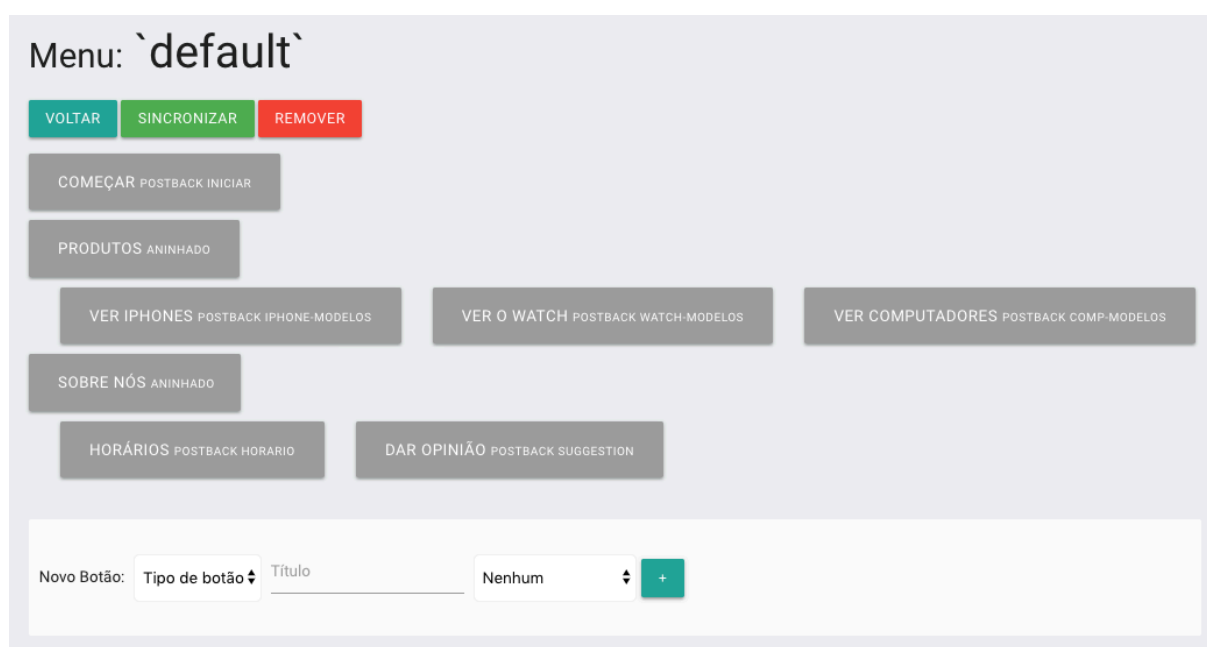 Menu: `default`
VOLTAR SINCRONIZAR REMOVER
COMEÇAR POSTBACK INICIAR
PRODUTOS ANINHADO
VER IPHONES POSTBACK IPHONE-MODELOS VER O WATCH POSTBACK WATCH-MODELOS VER COMPUTADORES POSTBACK COMP-MODELOS
SOBRE NÓS ANINHADO
HORÁRIOS POSTBACK HORARIO DAR OPINIÃO POSTBACK SUGGESTION
Novo Botão: Tipo de botão Título Nenhum +